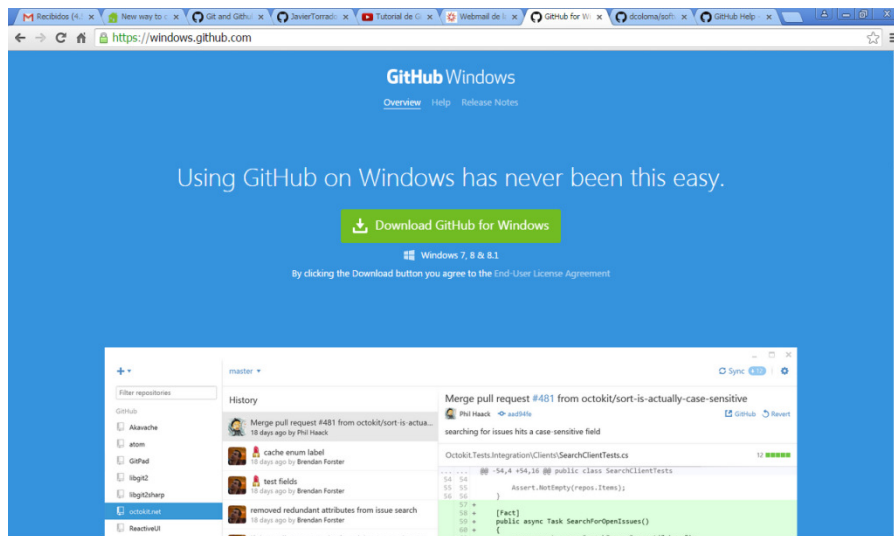 Recibidos (4.
New way to c
Git and Githu
JavierTorrado
Tutorial de G
Webmail de l
GitHub for Wi
dcoloma/soft
GitHub Help
https://windows.github.com
GitHub Windows
Overview Help Release Notes
Using GitHub on Windows has never been this easy.
Download GitHub for Windows
Windows 7, 8 & 8.1
By clicking the Download button you agree to the End-User License Agreement
master
Sync
Filter repositories
GitHub
Akavache
atom
GitPad
libgit2
libgit2sharp
octokit.net
ReactiveUI
History
Merge pull request #481 from octokit/sort-is-actua...
18 days ago by Phil Haack
cache enum label
18 days ago by Brendan Forster
test fields
18 days ago by Brendan Forster
removed redundant attributes from issue search
18 days ago by Brendan Forster
Merge pull request #481 from octokit/sort-is-actually-case-sensitive
Phil Haack aad94fe GitHub Revert
searching for issues hits a case-sensitive field
Octokit.Tests.Integration\Clients\SearchClientTests.cs 12
... ... @@ -54,4 +54,16 @@ public class SearchClientTests
54 54
55 55 Assert.NotEmpty(repos.Items);
56 56 }
57 +
58 + [Fact]
59 + public async Task SearchForOpenIssues()
60 + {